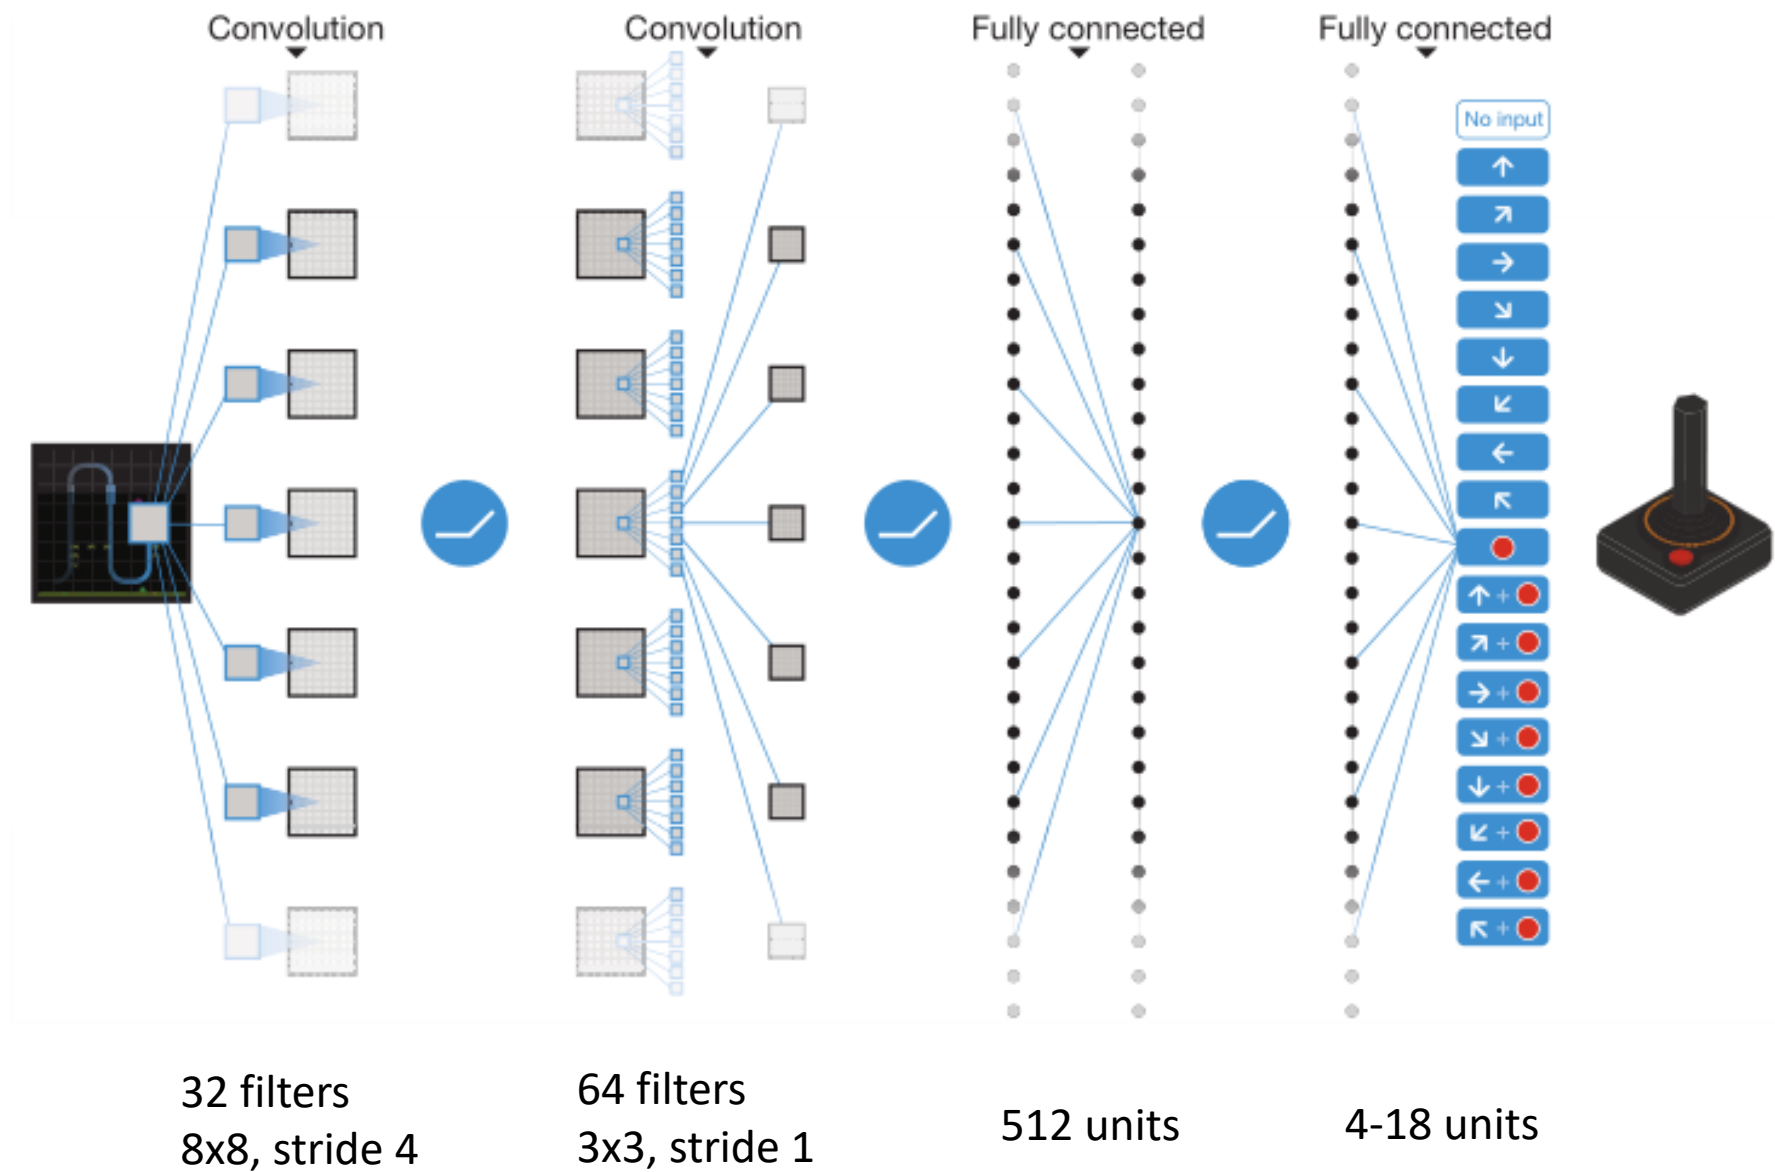 Convolution
Convolution
Fully connected
Fully connected
No input
32 filters
8x8, stride 4
64 filters
3x3, stride 1
512 units
4-18 units